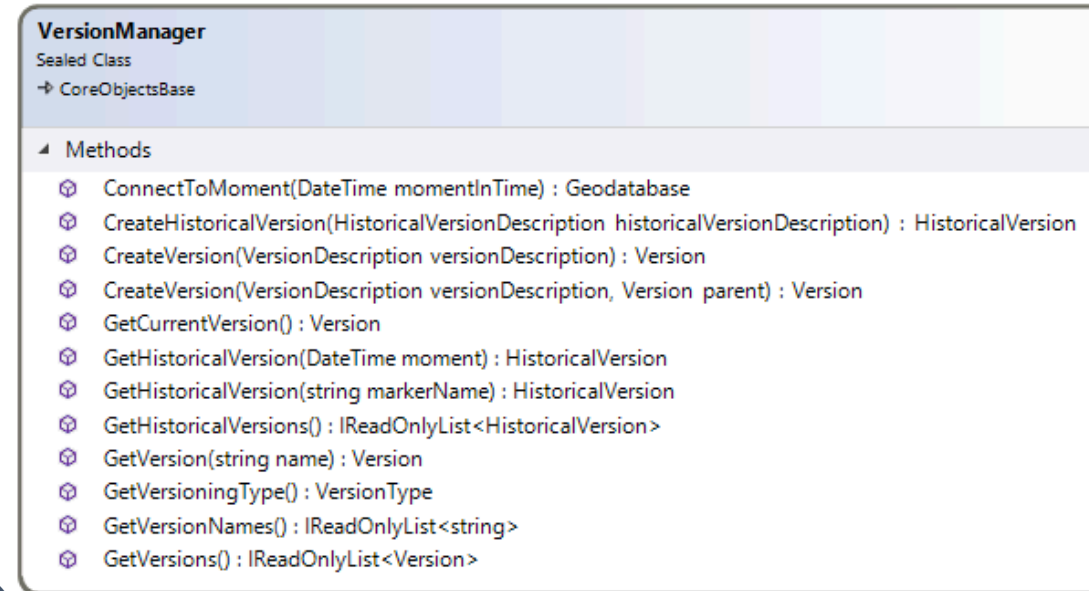 VersionManager
Sealed Class
CoreObjectsBase
Methods
ConnectToMoment(DateTime momentInTime) : Geodatabase
CreateHistoricalVersion(HistoricalVersionDescription historicalVersionDescription) : HistoricalVersion
CreateVersion(VersionDescription versionDescription) : Version
CreateVersion(VersionDescription versionDescription, Version parent) : Version
GetCurrentVersion() : Version
GetHistoricalVersion(DateTime moment) : HistoricalVersion
GetHistoricalVersion(string markerName) : HistoricalVersion
GetHistoricalVersions() : IReadOnlyList<HistoricalVersion>
GetVersion(string name) : Version
GetVersioningType() : VersionType
GetVersionNames() : IReadOnlyList<string>
GetVersions() : IReadOnlyList<Version>